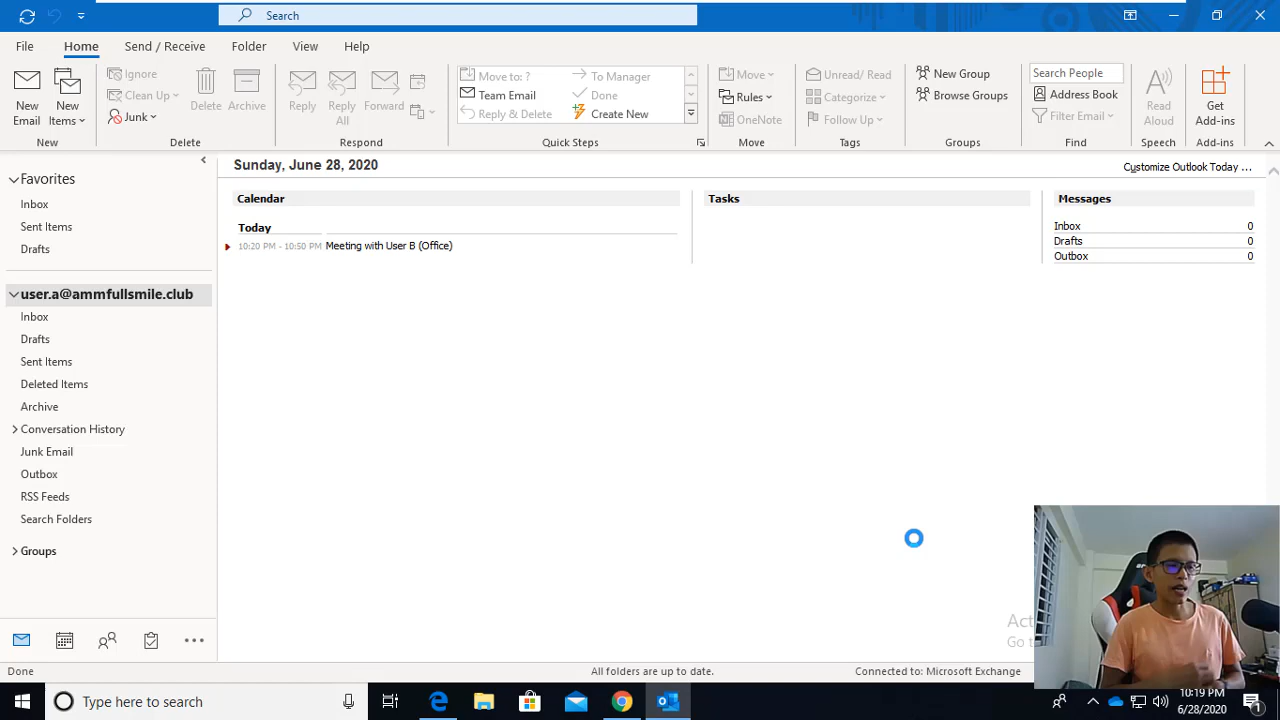 Search
File Home Send / Receive Folder View Help
New Email
New Items
Ignore
Clean Up
Junk
Delete
Archive
Reply
Reply All
Forward
Move to: ?
Team Email
Reply & Delete
To Manager
Done
Create New
Move
Rules
OneNote
Unread/ Read
Categorize
Follow Up
New Group
Browse Groups
Search People
Address Book
Filter Email
Read Aloud
Get Add-ins
New Delete Respond Quick Steps Move Tags Groups Find Speech Add-ins
Favorites
Inbox
Sent Items
Drafts
user.a@ammfullsmile.club
Inbox
Drafts
Sent Items
Deleted Items
Archive
Conversation History
Junk Email
Outbox
RSS Feeds
Search Folders
Groups
Sunday, June 28, 2020
Customize Outlook Today ...
Calendar
Today
10:20 PM - 10:50 PM Meeting with User B (Office)
Tasks
Messages
Inbox 0
Drafts 0
Outbox 0
Go to
Done
All folders are up to date.
Connected to: Microsoft Exchange
Type here to search
10:19 PM
6/28/2020
1